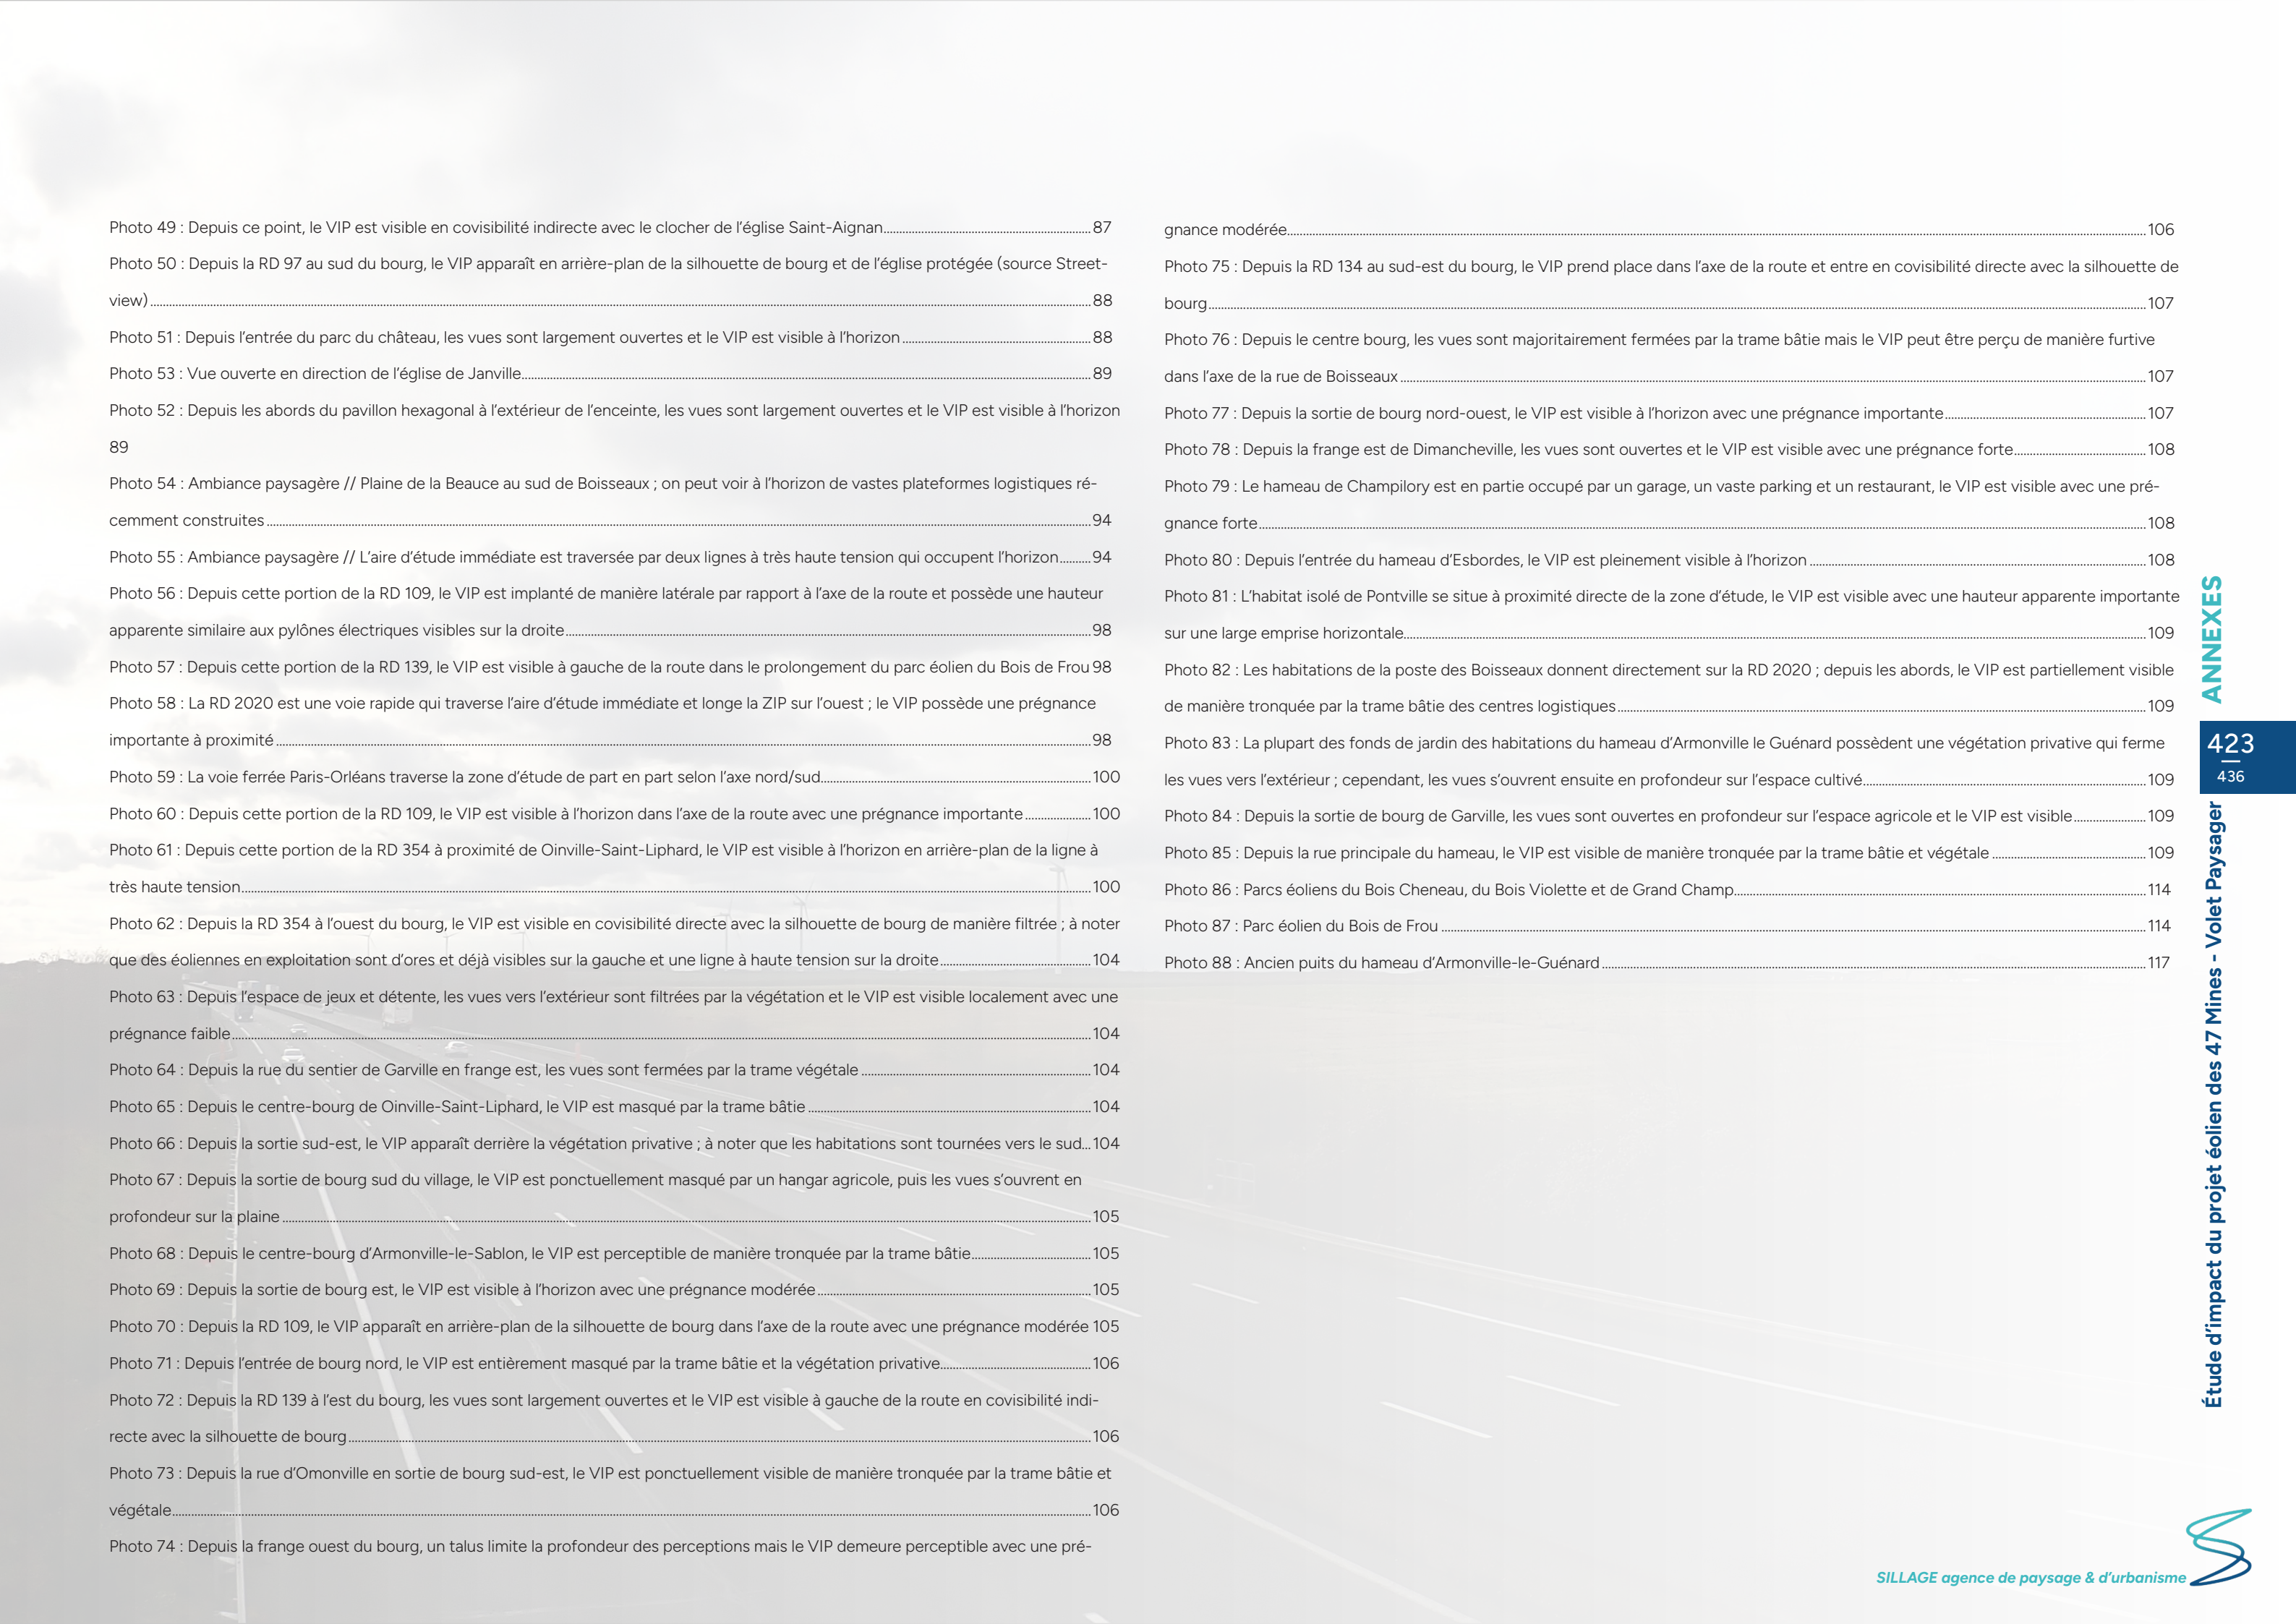 Photo 49 : Depuis ce point, le VIP est visible en covisibilité indirecte avec le clocher de l’église Saint-Aignan 87
Photo 50 : Depuis la RD 97 au sud du bourg, le VIP apparaît en arrière-plan de la silhouette de bourg et de l’église protégée (source Street-
view) 88
Photo 51 : Depuis l’entrée du parc du château, les vues sont largement ouvertes et le VIP est visible à l’horizon 88
Photo 53 : Vue ouverte en direction de l’église de Janville 89
Photo 52 : Depuis les abords du pavillon hexagonal à l’extérieur de l’enceinte, les vues sont largement ouvertes et le VIP est visible à l’horizon
89
Photo 54 : Ambiance paysagère // Plaine de la Beauce au sud de Boisseaux ; on peut voir à l’horizon de vastes plateformes logistiques ré-
cemment construites 94
Photo 55 : Ambiance paysagère // L’aire d’étude immédiate est traversée par deux lignes à très haute tension qui occupent l’horizon 94
Photo 56 : Depuis cette portion de la RD 109, le VIP est implanté de manière latérale par rapport à l’axe de la route et possède une hauteur
apparente similaire aux pylônes électriques visibles sur la droite 98
Photo 57 : Depuis cette portion de la RD 139, le VIP est visible à gauche de la route dans le prolongement du parc éolien du Bois de Frou 98
Photo 58 : La RD 2020 est une voie rapide qui traverse l’aire d’étude immédiate et longe la ZIP sur l’ouest ; le VIP possède une prégnance
importante à proximité 98
Photo 59 : La voie ferrée Paris-Orléans traverse la zone d’étude de part en part selon l’axe nord/sud 100
Photo 60 : Depuis cette portion de la RD 109, le VIP est visible à l’horizon dans l’axe de la route avec une prégnance importante 100
Photo 61 : Depuis cette portion de la RD 354 à proximité de Oinville-Saint-Liphard, le VIP est visible à l’horizon en arrière-plan de la ligne à
très haute tension 100
Photo 62 : Depuis la RD 354 à l’ouest du bourg, le VIP est visible en covisibilité directe avec la silhouette de bourg de manière filtrée ; à noter
que des éoliennes en exploitation sont d’ores et déjà visibles sur la gauche et une ligne à haute tension sur la droite 104
Photo 63 : Depuis l’espace de jeux et détente, les vues vers l’extérieur sont filtrées par la végétation et le VIP est visible localement avec une
prégnance faible 104
Photo 64 : Depuis la rue du sentier de Garville en frange est, les vues sont fermées par la trame végétale 104
Photo 65 : Depuis le centre-bourg de Oinville-Saint-Liphard, le VIP est masqué par la trame bâtie 104
Photo 66 : Depuis la sortie sud-est, le VIP apparaît derrière la végétation privative ; à noter que les habitations sont tournées vers le sud 104
Photo 67 : Depuis la sortie de bourg sud du village, le VIP est ponctuellement masqué par un hangar agricole, puis les vues s’ouvrent en
profondeur sur la plaine 105
Photo 68 : Depuis le centre-bourg d’Armonville-le-Sablon, le VIP est perceptible de manière tronquée par la trame bâtie 105
Photo 69 : Depuis la sortie de bourg est, le VIP est visible à l’horizon avec une prégnance modérée 105
Photo 70 : Depuis la RD 109, le VIP apparaît en arrière-plan de la silhouette de bourg dans l’axe de la route avec une prégnance modérée 105
Photo 71 : Depuis l’entrée de bourg nord, le VIP est entièrement masqué par la trame bâtie et la végétation privative 106
Photo 72 : Depuis la RD 139 à l’est du bourg, les vues sont largement ouvertes et le VIP est visible à gauche de la route en covisibilité indi-
recte avec la silhouette de bourg 106
Photo 73 : Depuis la rue d’Omonville en sortie de bourg sud-est, le VIP est ponctuellement visible de manière tronquée par la trame bâtie et
végétale 106
Photo 74 : Depuis la frange ouest du bourg, un talus limite la profondeur des perceptions mais le VIP demeure perceptible avec une pré-
gnance modérée 106
Photo 75 : Depuis la RD 134 au sud-est du bourg, le VIP prend place dans l’axe de la route et entre en covisibilité directe avec la silhouette de
bourg 107
Photo 76 : Depuis le centre bourg, les vues sont majoritairement fermées par la trame bâtie mais le VIP peut être perçu de manière furtive
dans l’axe de la rue de Boisseaux 107
Photo 77 : Depuis la sortie de bourg nord-ouest, le VIP est visible à l’horizon avec une prégnance importante 107
Photo 78 : Depuis la frange est de Dimancheville, les vues sont ouvertes et le VIP est visible avec une prégnance forte 108
Photo 79 : Le hameau de Champilory est en partie occupé par un garage, un vaste parking et un restaurant, le VIP est visible avec une pré-
gnance forte 108
Photo 80 : Depuis l’entrée du hameau d’Esbordes, le VIP est pleinement visible à l’horizon 108
Photo 81 : L’habitat isolé de Pontville se situe à proximité directe de la zone d’étude, le VIP est visible avec une hauteur apparente importante
sur une large emprise horizontale 109
Photo 82 : Les habitations de la poste des Boisseaux donnent directement sur la RD 2020 ; depuis les abords, le VIP est partiellement visible
de manière tronquée par la trame bâtie des centres logistiques 109
Photo 83 : La plupart des fonds de jardin des habitations du hameau d’Armonville le Guénard possèdent une végétation privative qui ferme
les vues vers l’extérieur ; cependant, les vues s’ouvrent ensuite en profondeur sur l’espace cultivé 109
Photo 84 : Depuis la sortie de bourg de Garville, les vues sont ouvertes en profondeur sur l’espace agricole et le VIP est visible 109
Photo 85 : Depuis la rue principale du hameau, le VIP est visible de manière tronquée par la trame bâtie et végétale 109
Photo 86 : Parcs éoliens du Bois Cheneau, du Bois Violette et de Grand Champ 114
Photo 87 : Parc éolien du Bois de Frou 114
Photo 88 : Ancien puits du hameau d’Armonville-le-Guénard 117
ANNEXES
423
436
Étude d’impact du projet éolien des 47 Mines - Volet Paysager
SILLAGE agence de paysage & d’urbanisme